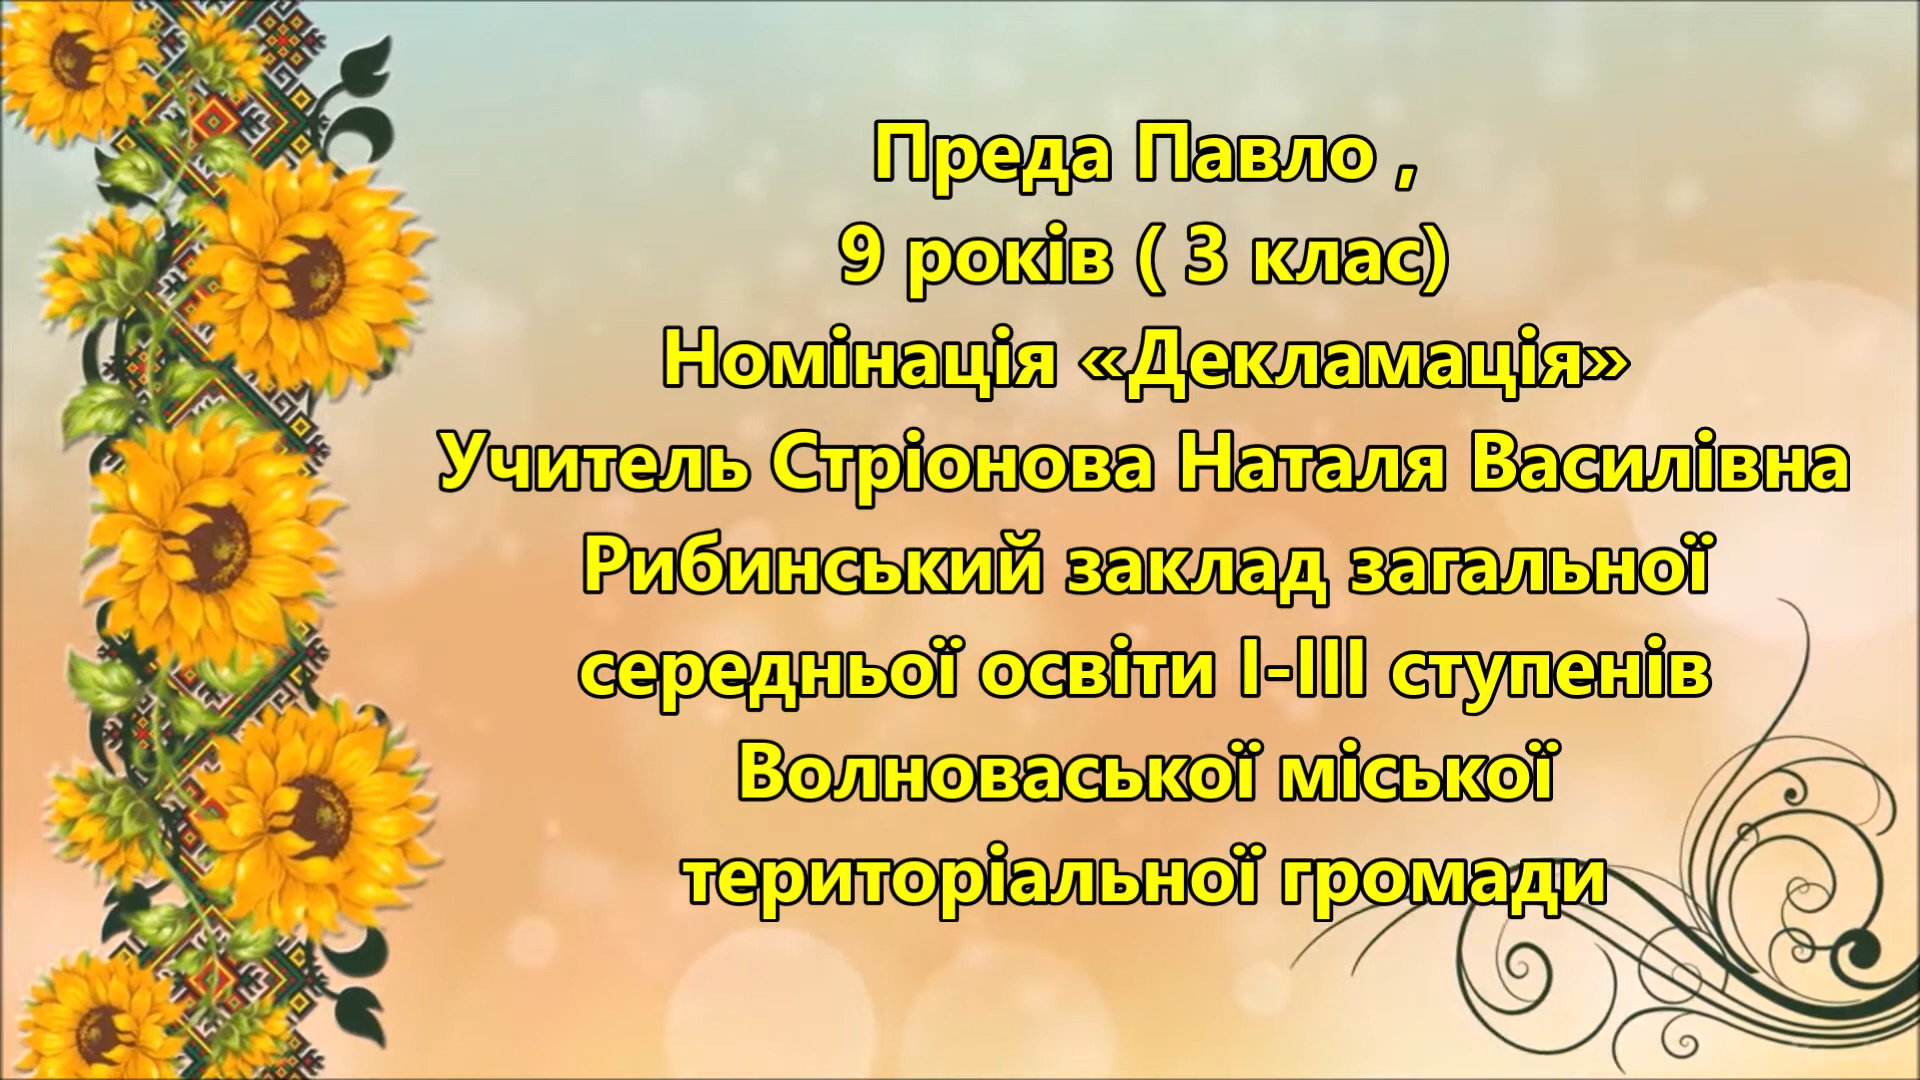 Преда Павло ,
9 років ( 3 клас)
Номінація «Декламація»
Учитель Стріонова Наталя Василівна
Рибинський заклад загальної
середньої освіти І-ІІІ ступенів
Волноваської міської
територіальної громади